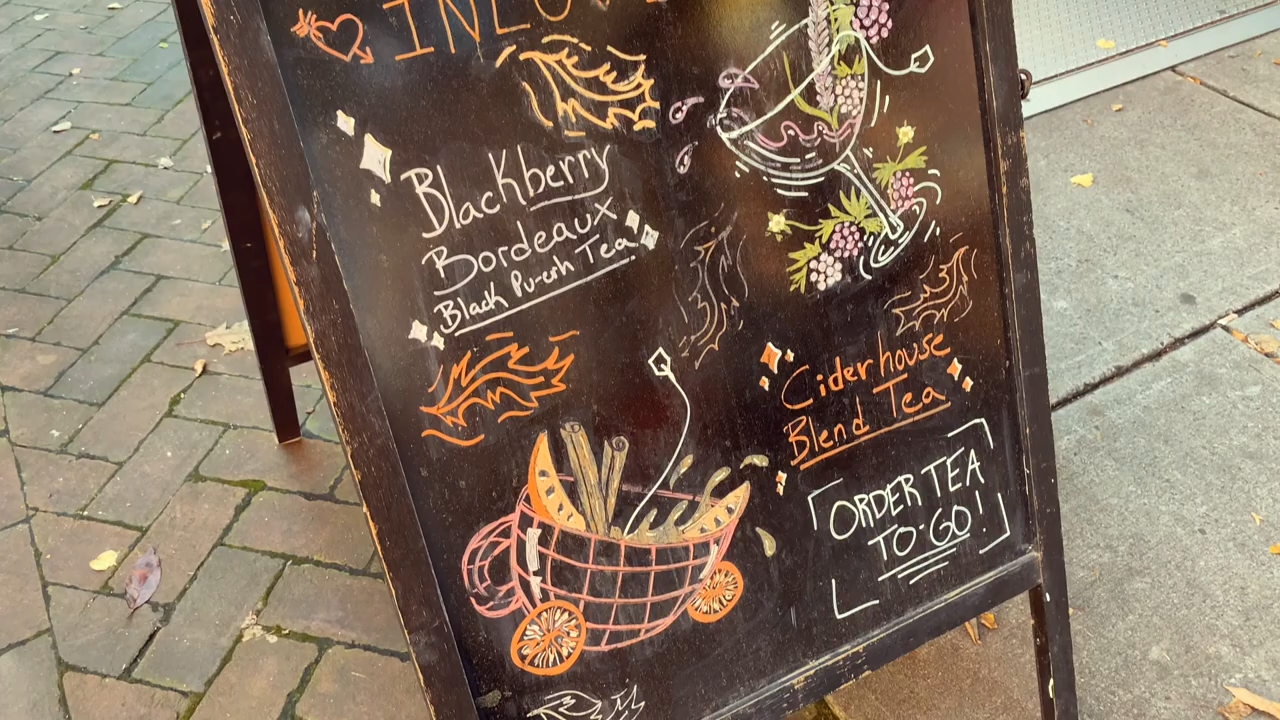 Blackberry
Bordeaux
Black Pu-erh Tea
Ciderhouse
Blend Tea
ORDER TEA
TO-GO!